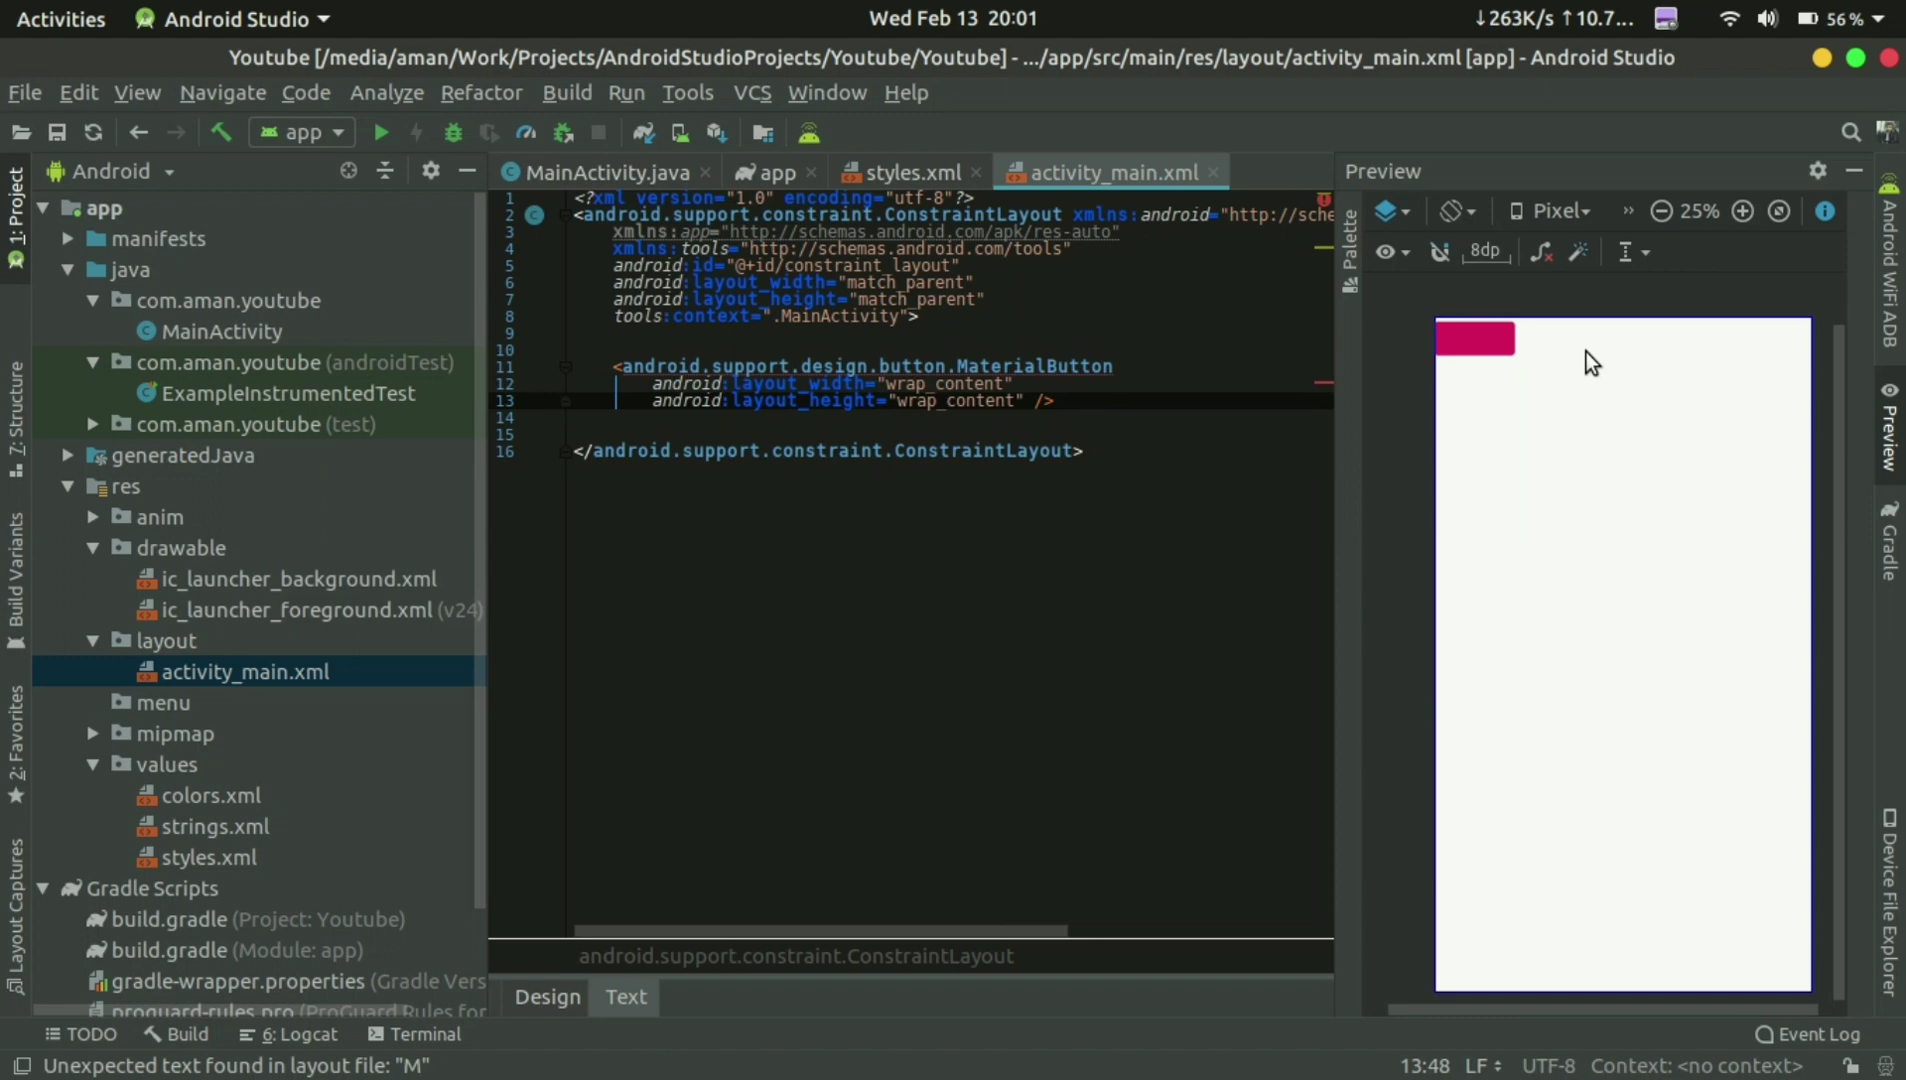 Activities
Android Studio
Wed Feb 13 20:01
↓263K/s ↑10.7...
56 %
Youtube [/media/aman/Work/Projects/AndroidStudioProjects/Youtube/Youtube] - .../app/src/main/res/layout/activity_main.xml [app] - Android Studio
File Edit View Navigate Code Analyze Refactor Build Run Tools VCS Window Help
app
Android
MainActivity.java
app
styles.xml
activity_main.xml
Preview
1: Project
7: Structure
Build Variants
2: Favorites
Layout Captures
app
manifests
java
com.aman.youtube
MainActivity
com.aman.youtube (androidTest)
ExampleInstrumentedTest
com.aman.youtube (test)
generatedJava
res
anim
drawable
ic_launcher_background.xml
ic_launcher_foreground.xml (v24)
layout
activity_main.xml
menu
mipmap
values
colors.xml
strings.xml
styles.xml
Gradle Scripts
build.gradle (Project: Youtube)
build.gradle (Module: app)
gradle-wrapper.properties (Gradle Vers
proguard-rules.pro (ProGuard Rules for
1 <?xml version="1.0" encoding="utf-8"?>
2 <android.support.constraint.ConstraintLayout xmlns:android="http://sche
3 xmlns:app="http://schemas.android.com/apk/res-auto"
4 xmlns:tools="http://schemas.android.com/tools"
5 android:id="@+id/constraint_layout"
6 android:layout_width="match_parent"
7 android:layout_height="match_parent"
8 tools:context=".MainActivity">
9
10
11 <android.support.design.button.MaterialButton
12 android:layout_width="wrap_content"
13 android:layout_height="wrap_content" />
14
15
16 </android.support.constraint.ConstraintLayout>
android.support.constraint.ConstraintLayout
Design Text
Palette
Pixel
»
25%
8dp
Android WiFi ADB
Preview
Gradle
Device File Explorer
TODO
Build
6: Logcat
Terminal
Event Log
Unexpected text found in layout file: "M"
13:48 LF UTF-8 Context: <no context>